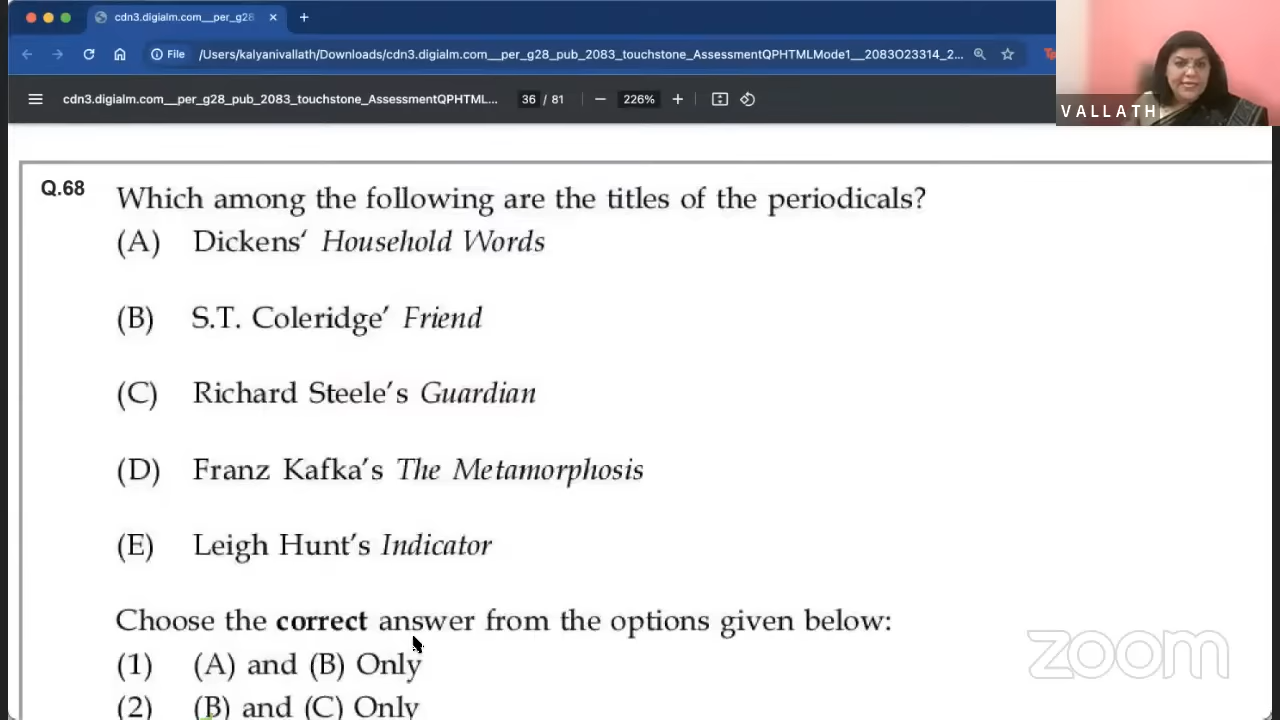 cdn3.digialm.com__per_g28
File /Users/kalyanivallath/Downloads/cdn3.digialm.com__per_g28_pub_2083_touchstone_AssessmentQPHTMLMode1__2083O23314_2...
cdn3.digialm.com__per_g28_pub_2083_touchstone_AssessmentQPHTML... 36 / 81 226%
VALLATH
Q.68 Which among the following are the titles of the periodicals?
(A) Dickens‘ Household Words
(B) S.T. Coleridge’ Friend
(C) Richard Steele’s Guardian
(D) Franz Kafka’s The Metamorphosis
(E) Leigh Hunt’s Indicator
Choose the correct answer from the options given below:
(1) (A) and (B) Only
(2) (B) and (C) Only
zoom